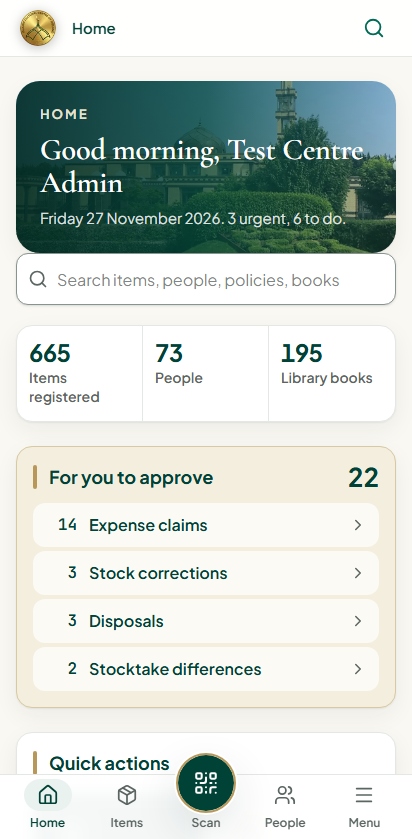 Home
HOME
Good morning, Test Centre
Admin
Friday 27 November 2026. 3 urgent, 6 to do.
Search items, people, policies, books
665
Items
registered
73
People
195
Library books
For you to approve
22
14 Expense claims
3 Stock corrections
3 Disposals
2 Stocktake differences
Quick actions
Home
Items
Scan
People
Menu